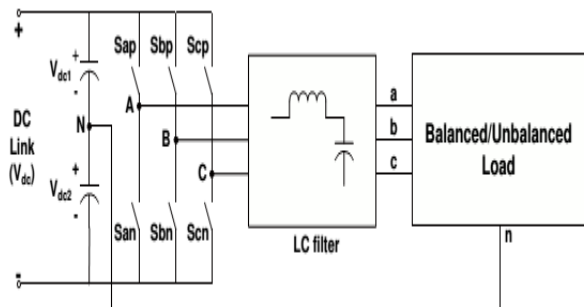 +
Sap Sbp Scp
+
Vdc1
-
A
a
DC
Link
(Vdc)
N
B
b
Balanced/Unbalanced
Load
+
Vdc2
-
C
c
San Sbn Scn
LC filter
n
-